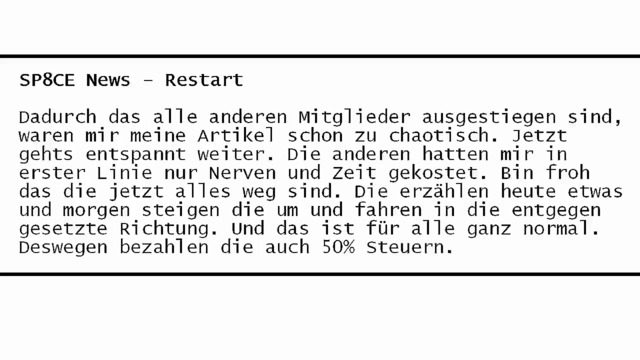 SP8CE News – Restart
Dadurch das alle anderen Mitglieder ausgestiegen sind,
waren mir meine Artikel schon zu chaotisch. Jetzt
gehts entspannt weiter. Die anderen hatten mir in
erster Linie nur Nerven und Zeit gekostet. Bin froh
das die jetzt alles weg sind. Die erzählen heute etwas
und morgen steigen die um und fahren in die entgegen
gesetzte Richtung. Und das ist für alle ganz normal.
Deswegen bezahlen die auch 50% Steuern.